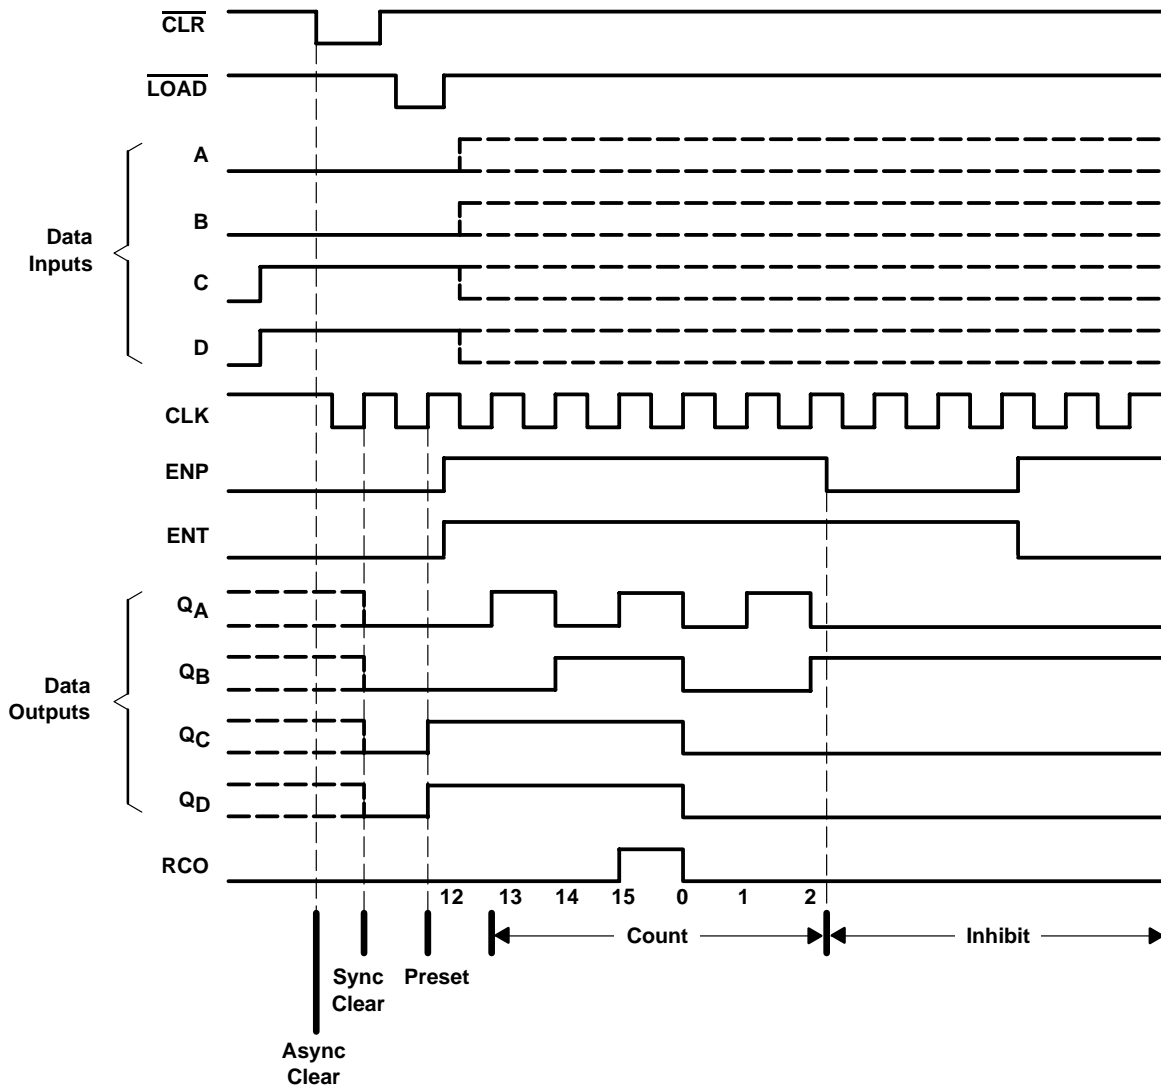 CLR
LOAD
A
B
Data
Inputs
C
D
CLK
ENP
ENT
QA
QB
Data
Outputs
QC
QD
RCO
12 13 14 15 0 1 2
Count Inhibit
Sync
Clear
Preset
Async
Clear